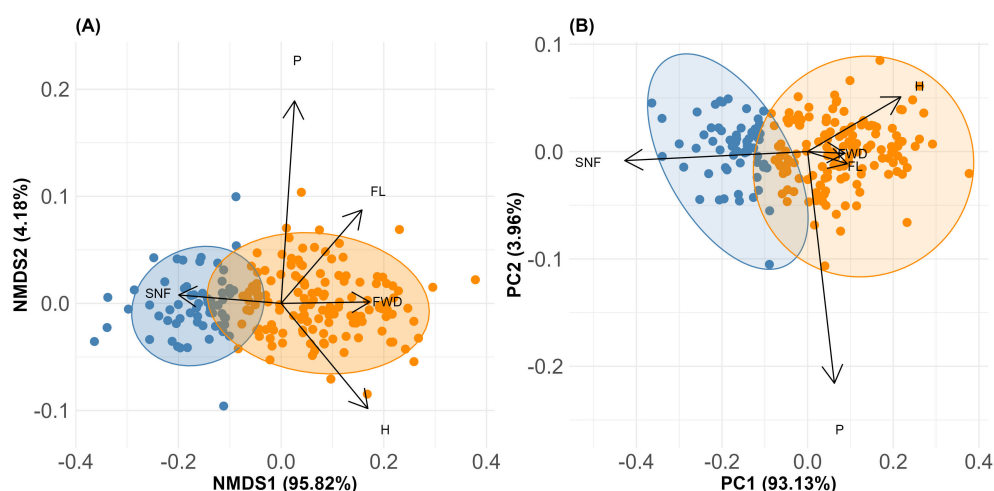 (A)
P
0.2
FL
0.1
SNF
FWD
0.0
H
-0.1
-0.4
-0.2
0.0
0.2
0.4
NMDS1 (95.82%)
NMDS2 (4.18%)
(B)
0.1
H
SNF
0.0
FWD
FL
-0.1
-0.2
P
-0.4
-0.2
0.0
0.2
0.4
PC1 (93.13%)
PC2 (3.96%)